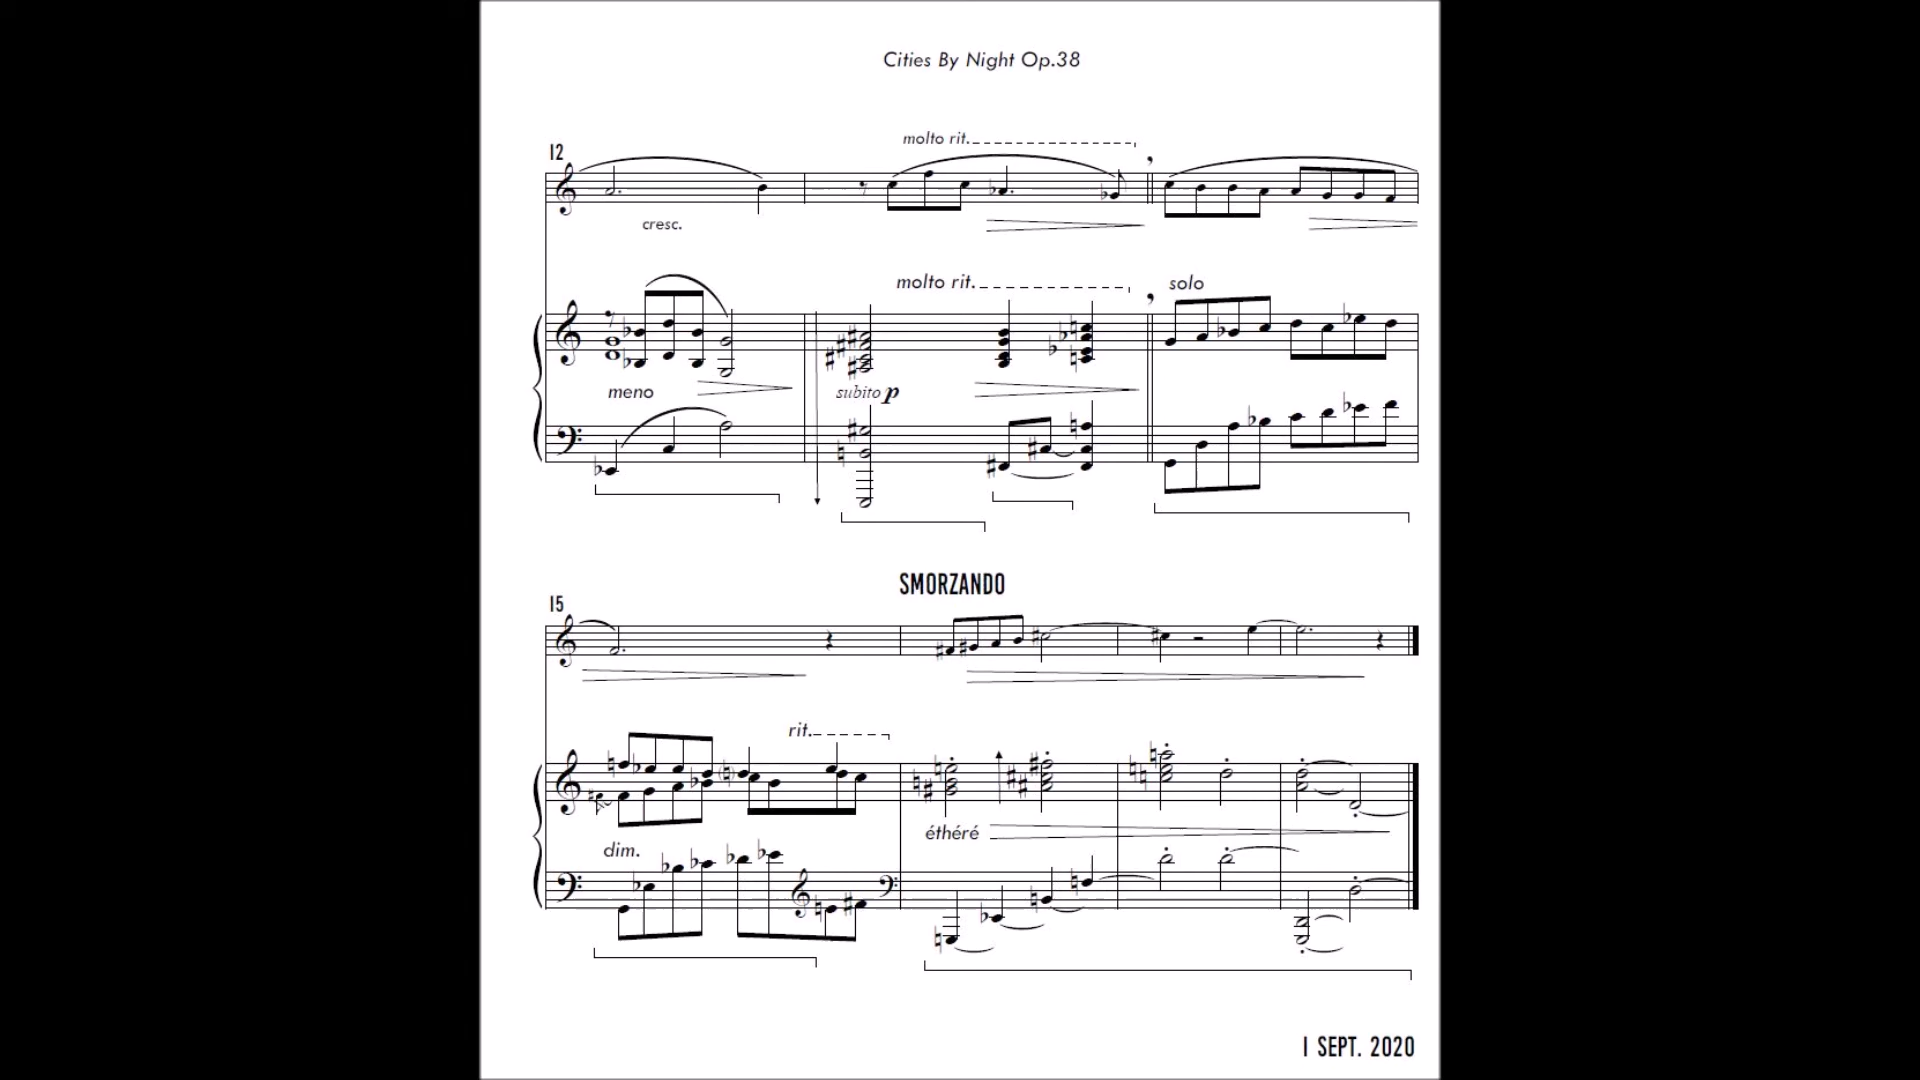 Cities By Night Op.38
molto rit.
12
cresc.
molto rit.
solo
meno
subito p
SMORZANDO
15
rit.
dim.
éthéré
1 SEPT. 2020